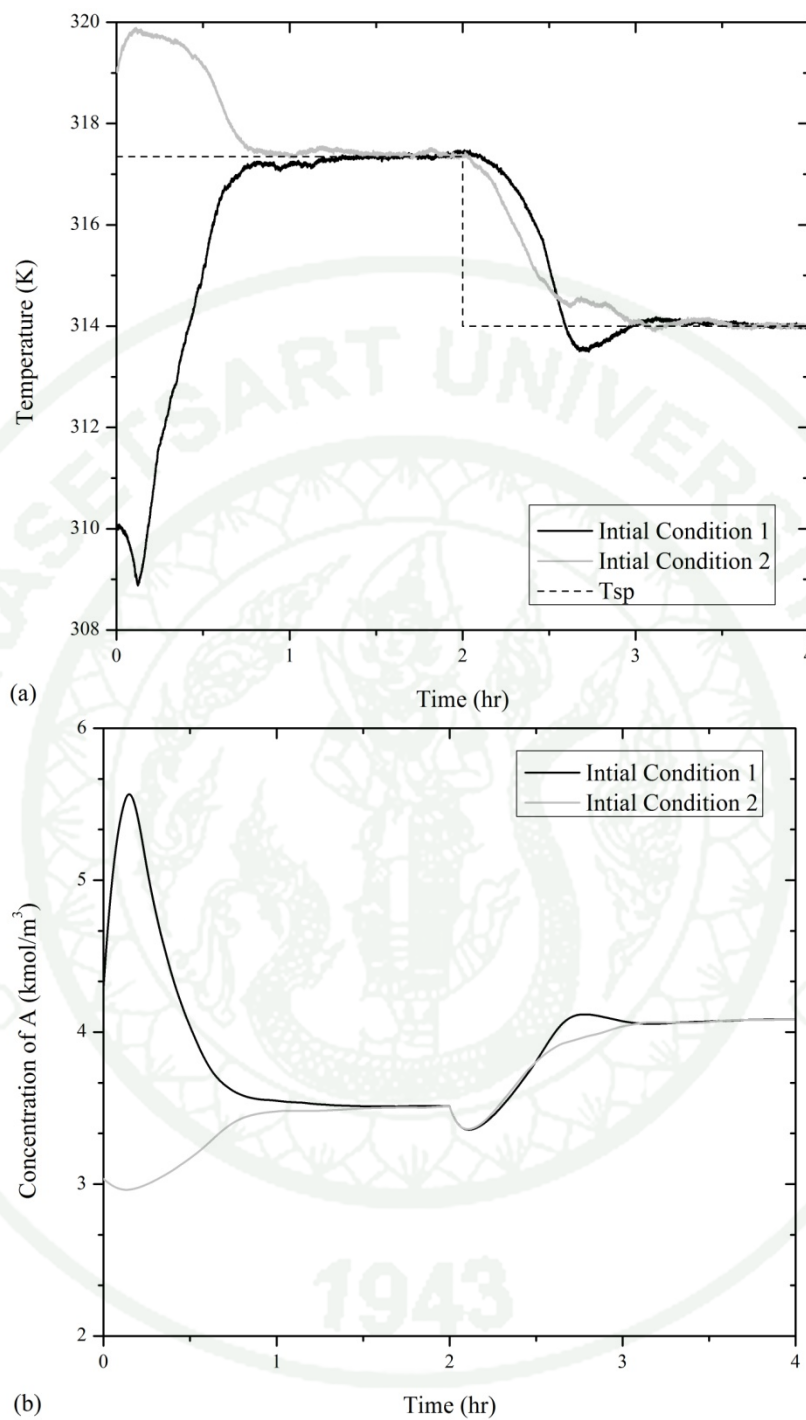 320
318
316
314
312
310
308
Temperature (K)
0
1
2
3
4
Time (hr)
Intial Condition 1
Intial Condition 2
Tsp
(a)
KASETSART UNIVERSITY
6
5
4
3
2
Concentration of A (kmol/m³)
0
1
2
3
4
Time (hr)
Intial Condition 1
Intial Condition 2
1943
(b)